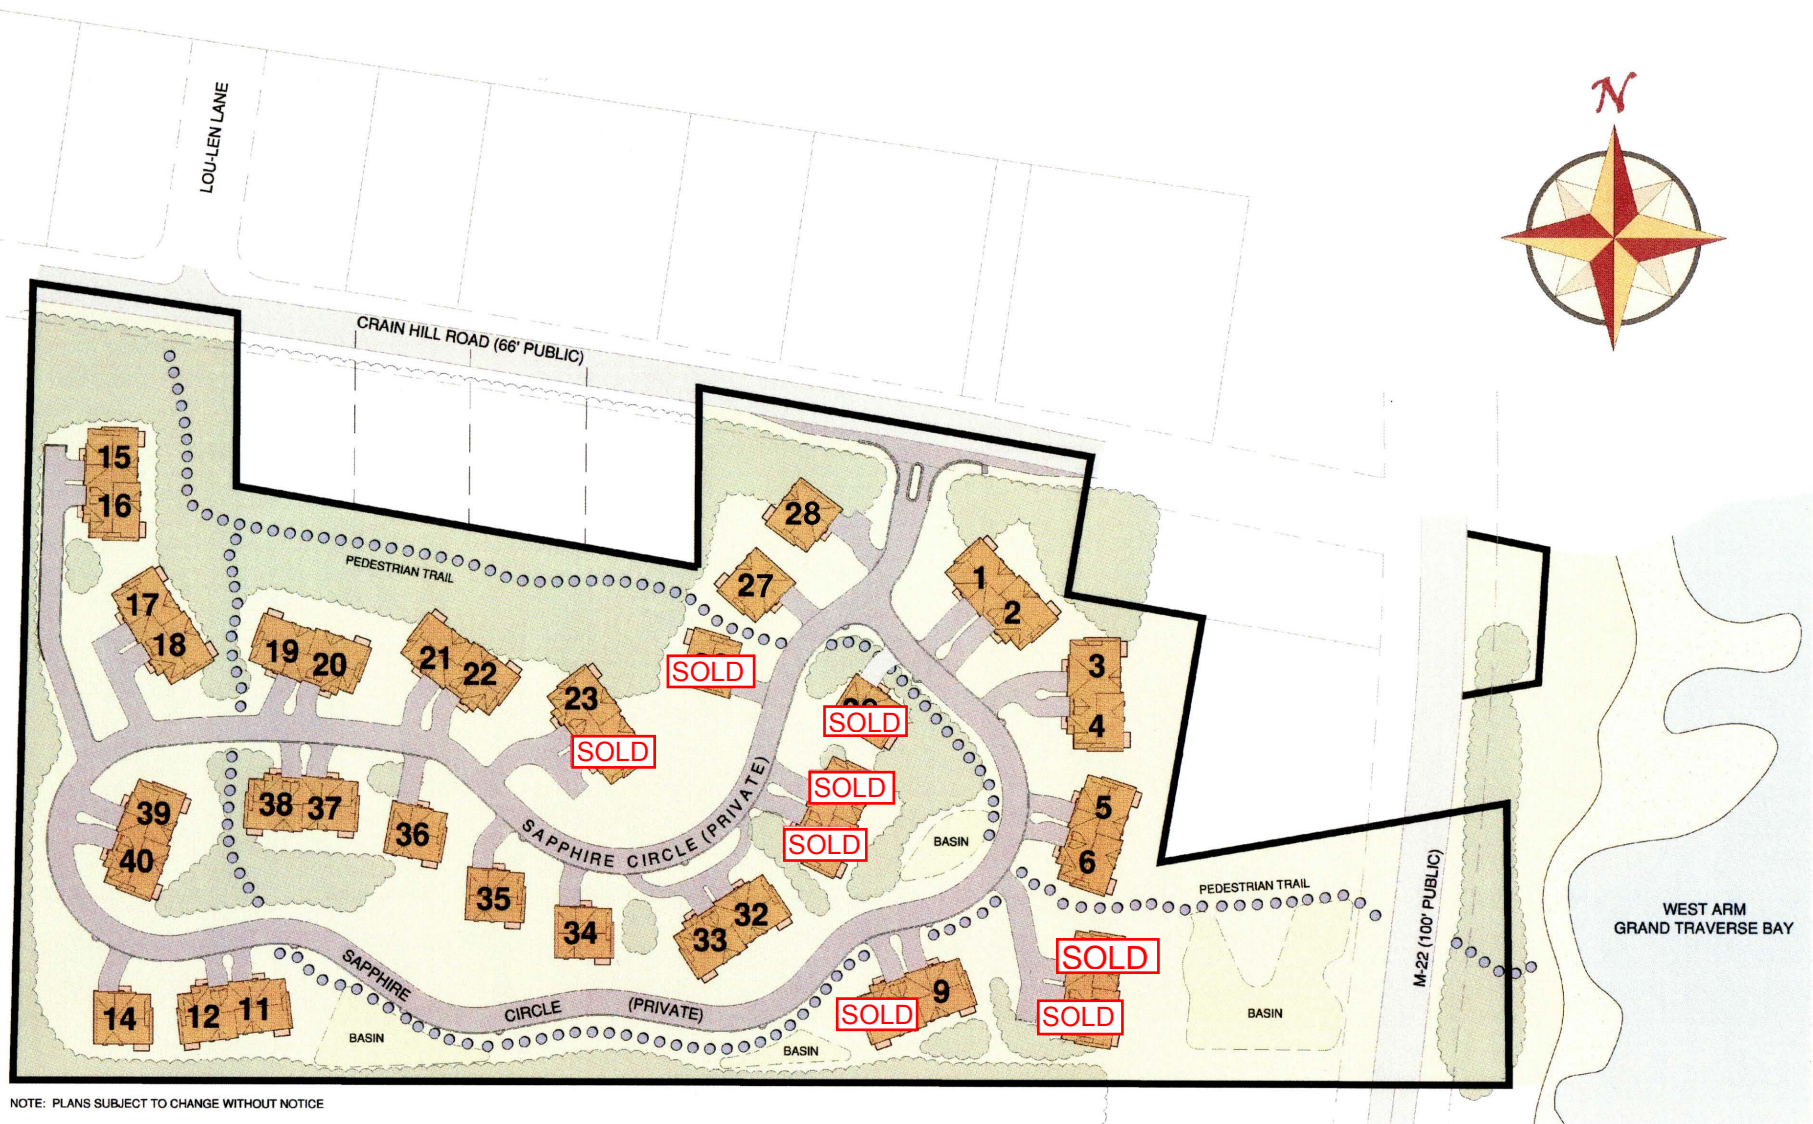 N
LOU-LEN LANE
CRAIN HILL ROAD (66' PUBLIC)
15
16
28
PEDESTRIAN TRAIL
27
1
2
17
18
19
20
21
22
23
SOLD
SOLD
SOLD
3
4
SOLD
SOLD
39
40
38
37
36
35
34
33
32
SAPPHIRE CIRCLE (PRIVATE)
BASIN
5
6
PEDESTRIAN TRAIL
M-22 (100' PUBLIC)
WEST ARM
GRAND TRAVERSE BAY
SOLD
SOLD
SOLD
9
BASIN
14
12
11
SAPPHIRE
CIRCLE
(PRIVATE)
BASIN
BASIN
NOTE: PLANS SUBJECT TO CHANGE WITHOUT NOTICE